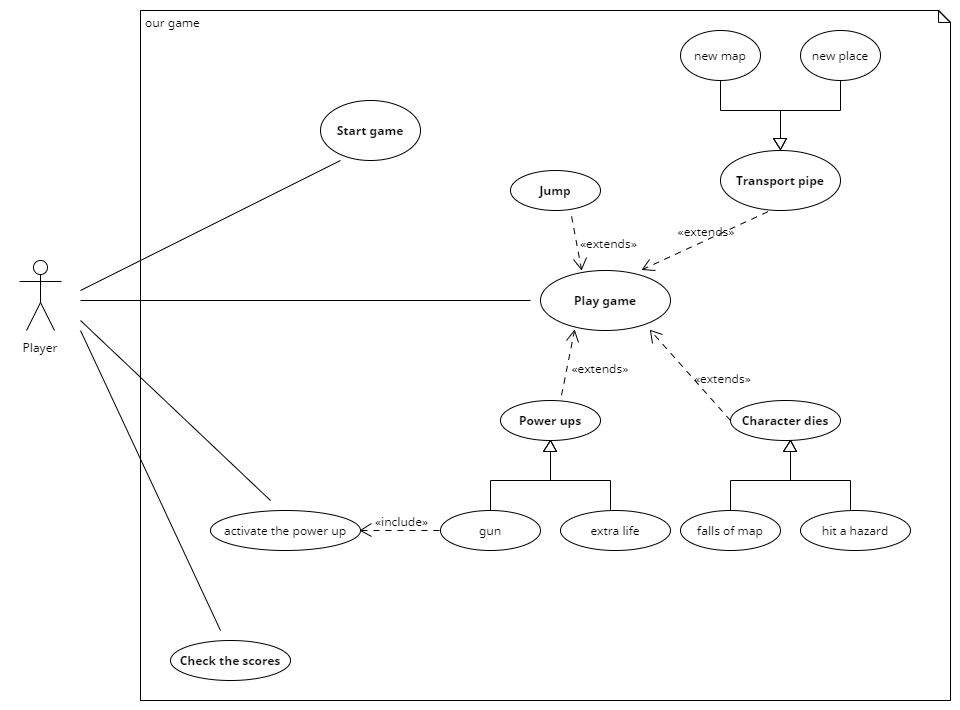 our game
new map
new place
Start game
Jump
Transport pipe
«extends»
«extends»
Play game
Player
«extends»
«extends»
Power ups
Character dies
«include»
activate the power up
gun
extra life
falls of map
hit a hazard
Check the scores